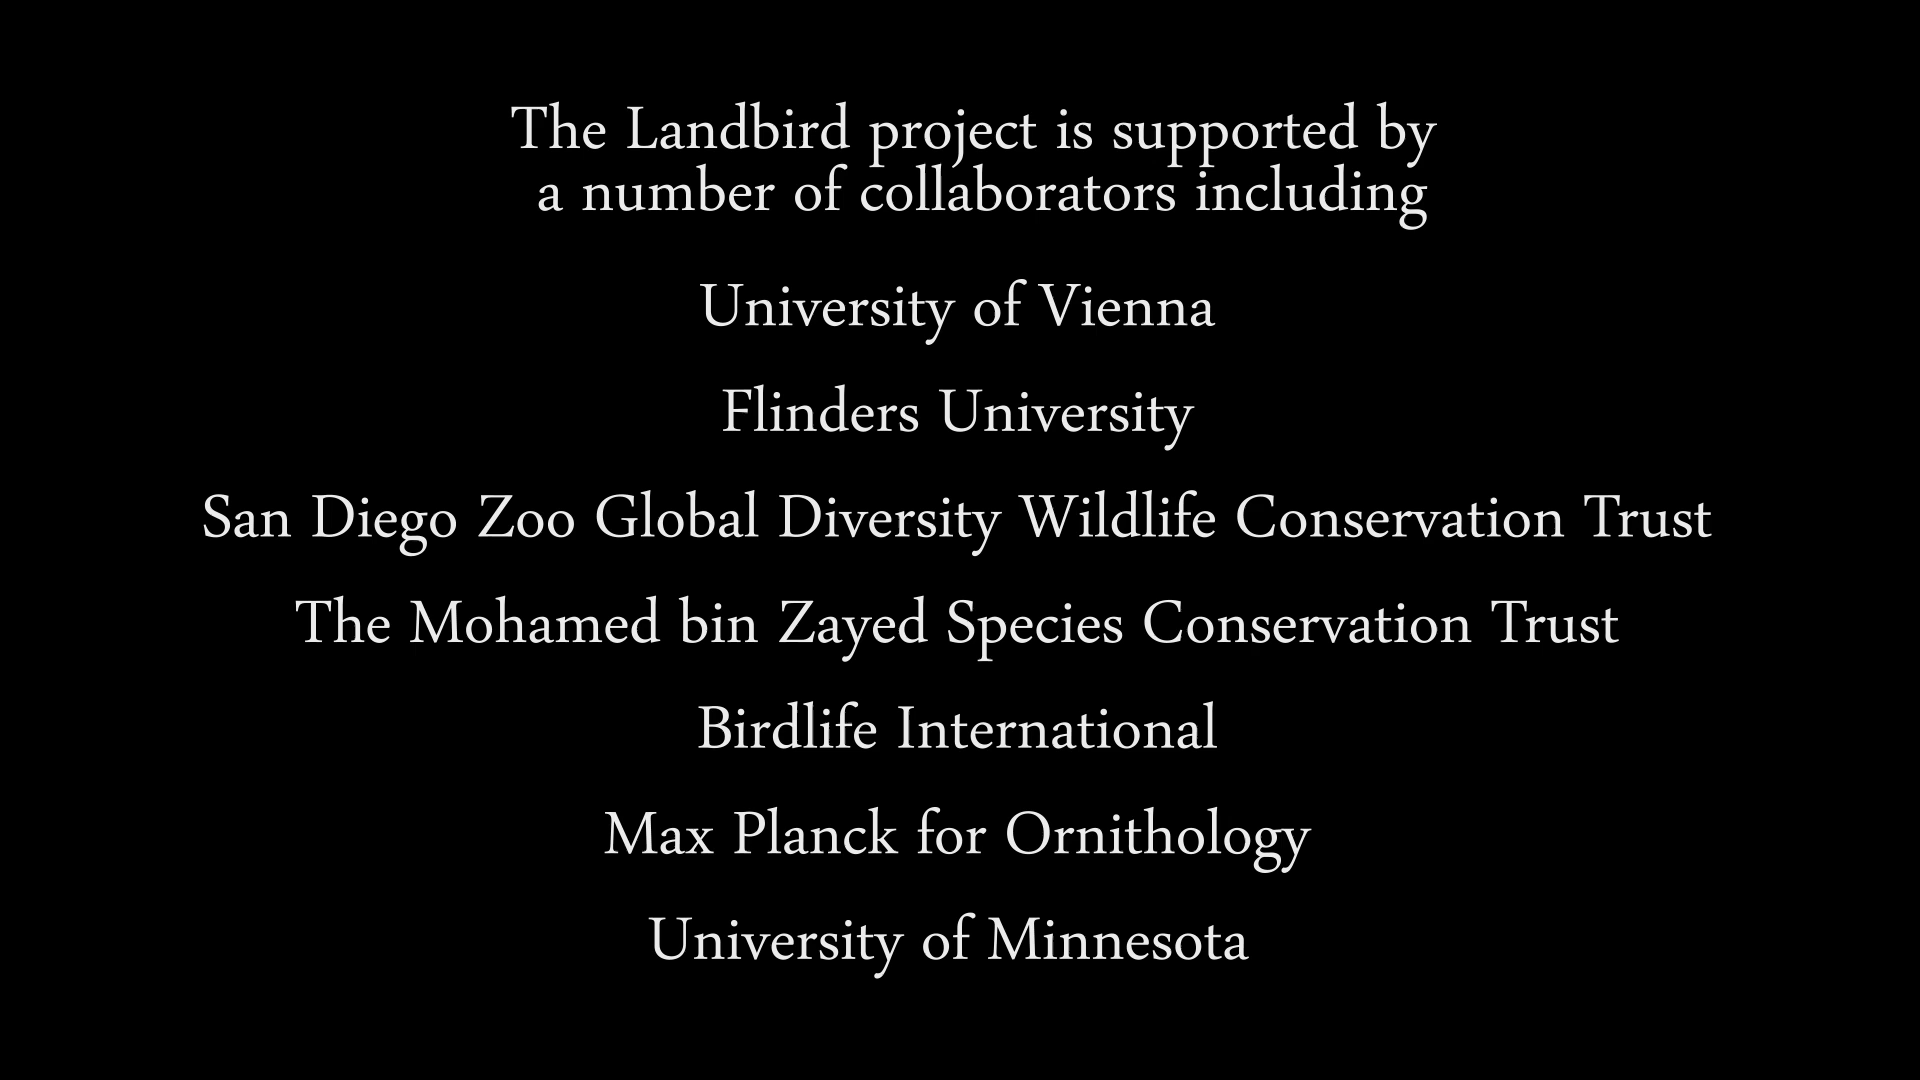 The Landbird project is supported by
a number of collaborators including
University of Vienna
Flinders University
San Diego Zoo Global Diversity Wildlife Conservation Trust
The Mohamed bin Zayed Species Conservation Trust
Birdlife International
Max Planck for Ornithology
University of Minnesota